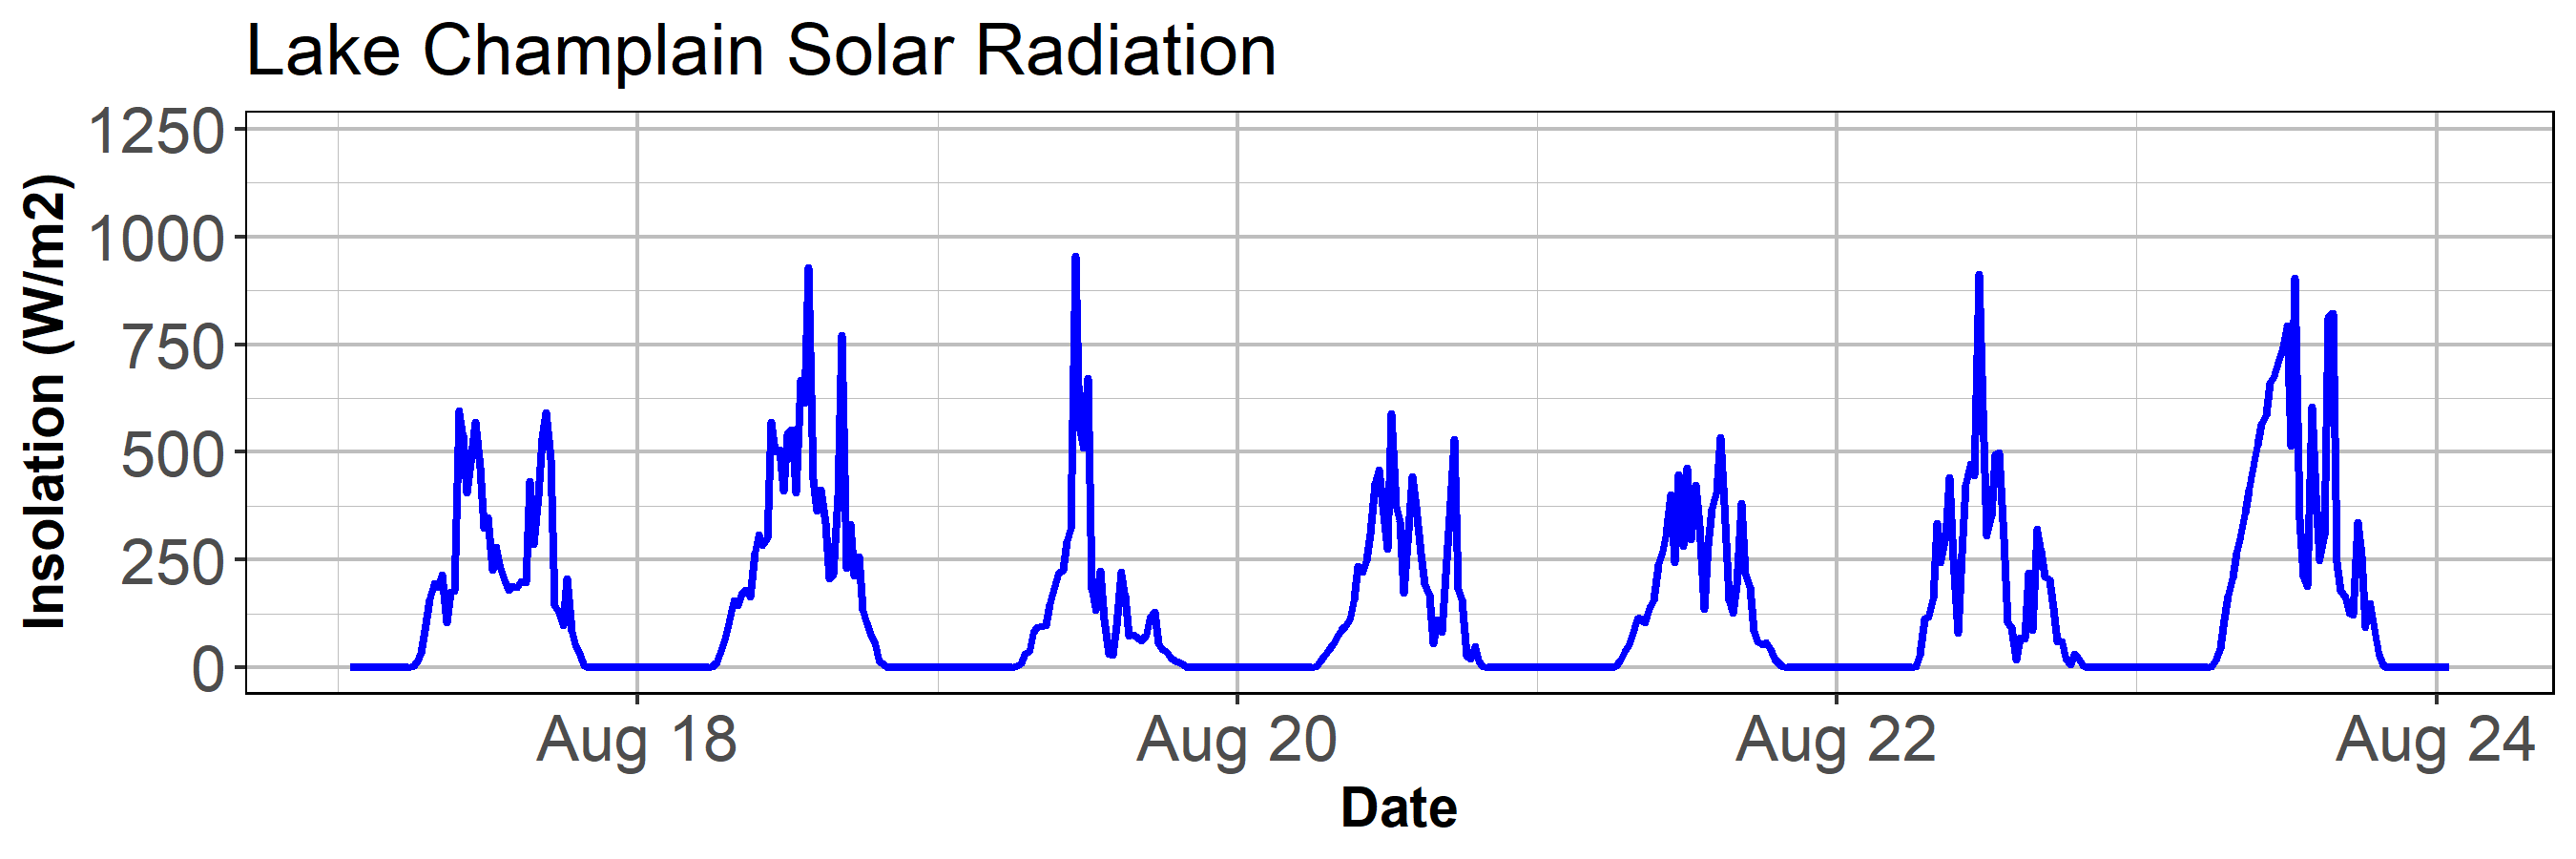 Lake Champlain Solar Radiation
Insolation (W/m2)
1250
1000
750
500
250
0
Aug 18 Aug 20 Aug 22 Aug 24
Date